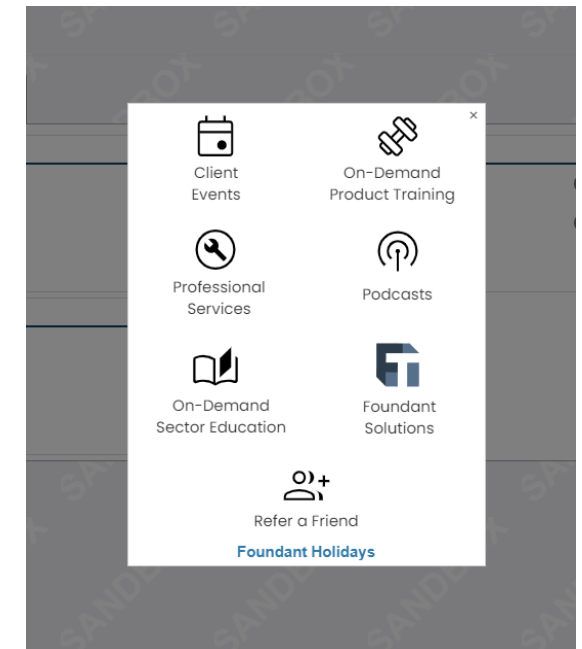 SANDBOX
×
Client
Events
On-Demand
Product Training
Professional
Services
Podcasts
On-Demand
Sector Education
Foundant
Solutions
Refer a Friend
Foundant Holidays